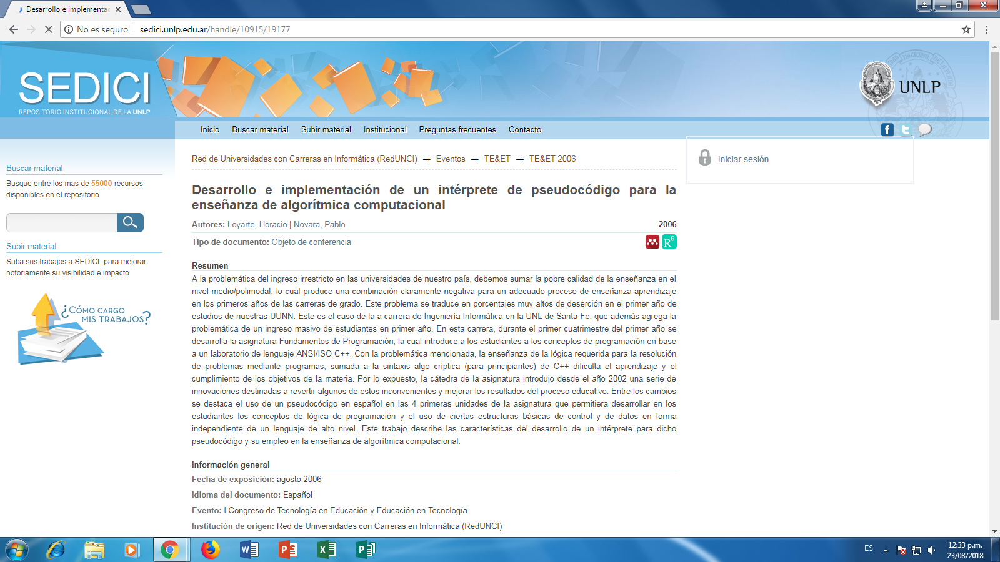 Desarrollo e implementac
No es seguro
sedici.unlp.edu.ar/handle/10915/19177
SEDICI
REPOSITORIO INSTITUCIONAL DE LA UNLP
UNLP
Inicio Buscar material Subir material Institucional Preguntas frecuentes Contacto
Buscar material
Busque entre los mas de 55000 recursos
disponibles en el repositorio
Subir material
Suba sus trabajos a SEDICI, para mejorar
notoriamente su visibilidad e impacto
¿CÓMO CARGO
MIS TRABAJOS?
Red de Universidades con Carreras en Informática (RedUNCI) → Eventos → TE&ET → TE&ET 2006
Iniciar sesión
Desarrollo e implementación de un intérprete de pseudocódigo para la
enseñanza de algorítmica computacional
Autores: Loyarte, Horacio | Novara, Pablo 2006
Tipo de documento: Objeto de conferencia
RG
Resumen
A la problemática del ingreso irrestricto en las universidades de nuestro país, debemos sumar la pobre calidad de la enseñanza en el
nivel medio/polimodal, lo cual produce una combinación claramente negativa para un adecuado proceso de enseñanza-aprendizaje
en los primeros años de las carreras de grado. Este problema se traduce en porcentajes muy altos de deserción en el primer año de
estudios de nuestras UUNN. Este es el caso de la a carrera de Ingeniería Informática en la UNL de Santa Fe, que además agrega la
problemática de un ingreso masivo de estudiantes en primer año. En esta carrera, durante el primer cuatrimestre del primer año se
desarrolla la asignatura Fundamentos de Programación, la cual introduce a los estudiantes a los conceptos de programación en base
a un laboratorio de lenguaje ANSI/ISO C++. Con la problemática mencionada, la enseñanza de la lógica requerida para la resolución
de problemas mediante programas, sumada a la sintaxis algo críptica (para principiantes) de C++ dificulta el aprendizaje y el
cumplimiento de los objetivos de la materia. Por lo expuesto, la cátedra de la asignatura introdujo desde el año 2002 una serie de
innovaciones destinadas a revertir algunos de estos inconvenientes y mejorar los resultados del proceso educativo. Entre los cambios
se destaca el uso de un pseudocódigo en español en las 4 primeras unidades de la asignatura que permitiera desarrollar en los
estudiantes los conceptos de lógica de programación y el uso de ciertas estructuras básicas de control y de datos en forma
independiente de un lenguaje de alto nivel. Este trabajo describe las características del desarrollo de un intérprete para dicho
pseudocódigo y su empleo en la enseñanza de algorítmica computacional.
Información general
Fecha de exposición: agosto 2006
Idioma del documento: Español
Evento: I Congreso de Tecnología en Educación y Educación en Tecnología
Institución de origen: Red de Universidades con Carreras en Informática (RedUNCI)
ES
12:33 p.m.
23/08/2018